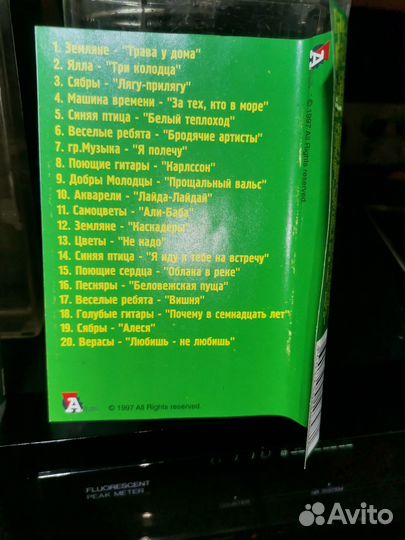 1. Земляне - "Трава у дома"
2. Ялла - "Три колодца"
3. Сябры - "Лягу-прилягу"
4. Машина времени - "За тех, кто в море"
5. Синяя птица - "Белый теплоход"
6. Веселые ребята - "Бродячие артисты"
7. гр.Музыка - "Я полечу"
8. Поющие гитары - "Карлссон"
9. Добры Молодцы - "Прощальный вальс"
10. Акварели - "Лайда-Лайдай"
11. Самоцветы - "Али-Баба"
12. Земляне - "Каскадеры"
13. Цветы - "Не надо"
14. Синяя птица - "Я иду к тебе на встречу"
15. Поющие сердца - "Облака в реке"
16. Песняры - "Беловежская пуща"
17. Веселые ребята - "Вишня"
18. Голубые гитары - "Почему в семнадцать лет"
19. Сябры - "Алеся"
20. Верасы - "Любишь - не любишь"
© 1997 All Rights reserved.
© 1997 All Rights reserved.
FLUORESCENT
PEAK METER
COUNTER
Avito